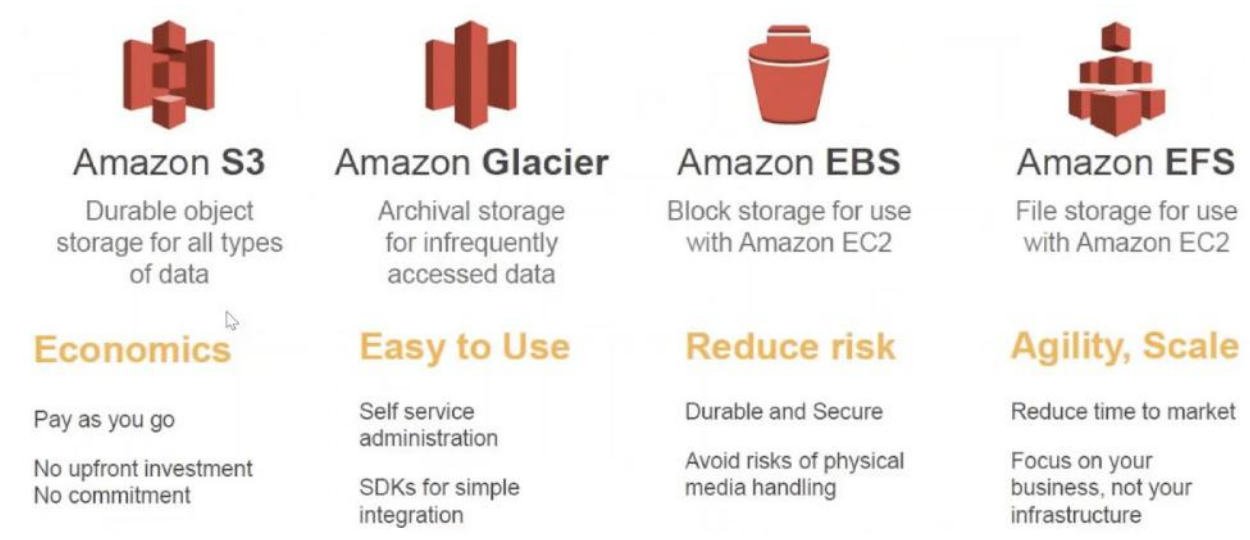 Amazon S3
Durable object
storage for all types
of data
Amazon Glacier
Archival storage
for infrequently
accessed data
Amazon EBS
Block storage for use
with Amazon EC2
Amazon EFS
File storage for use
with Amazon EC2
Economics
Pay as you go
No upfront investment
No commitment
Easy to Use
Self service
administration
SDKs for simple
integration
Reduce risk
Durable and Secure
Avoid risks of physical
media handling
Agility, Scale
Reduce time to market
Focus on your
business, not your
infrastructure